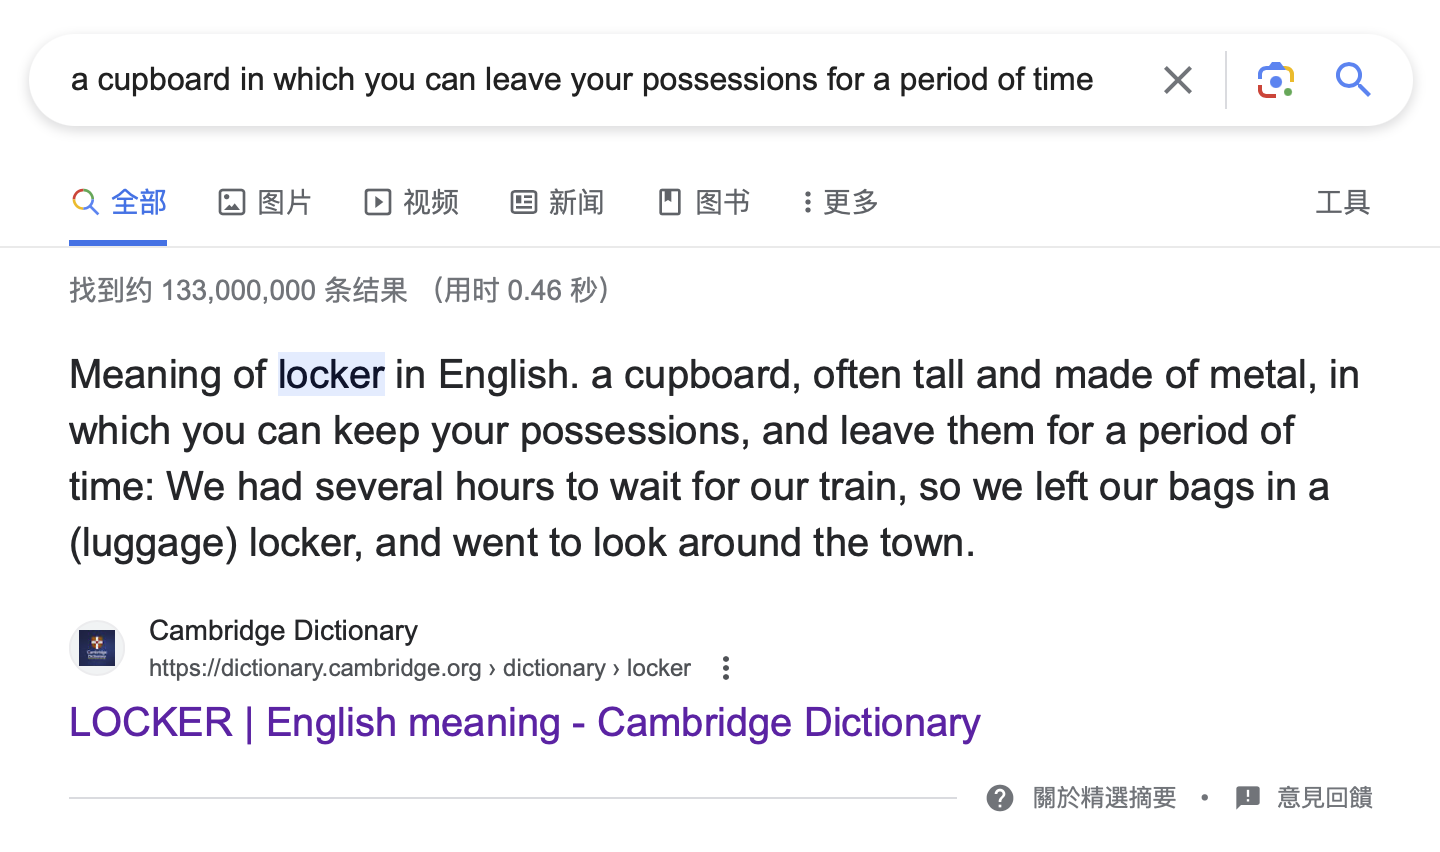 a cupboard in which you can leave your possessions for a period of time
全部 图片 视频 新闻 图书 更多 工具
找到约 133,000,000 条结果 （用时 0.46 秒）
Meaning of locker in English. a cupboard, often tall and made of metal, in
which you can keep your possessions, and leave them for a period of
time: We had several hours to wait for our train, so we left our bags in a
(luggage) locker, and went to look around the town.
Cambridge Dictionary
https://dictionary.cambridge.org › dictionary › locker
LOCKER | English meaning - Cambridge Dictionary
關於精選摘要 • 意見回饋